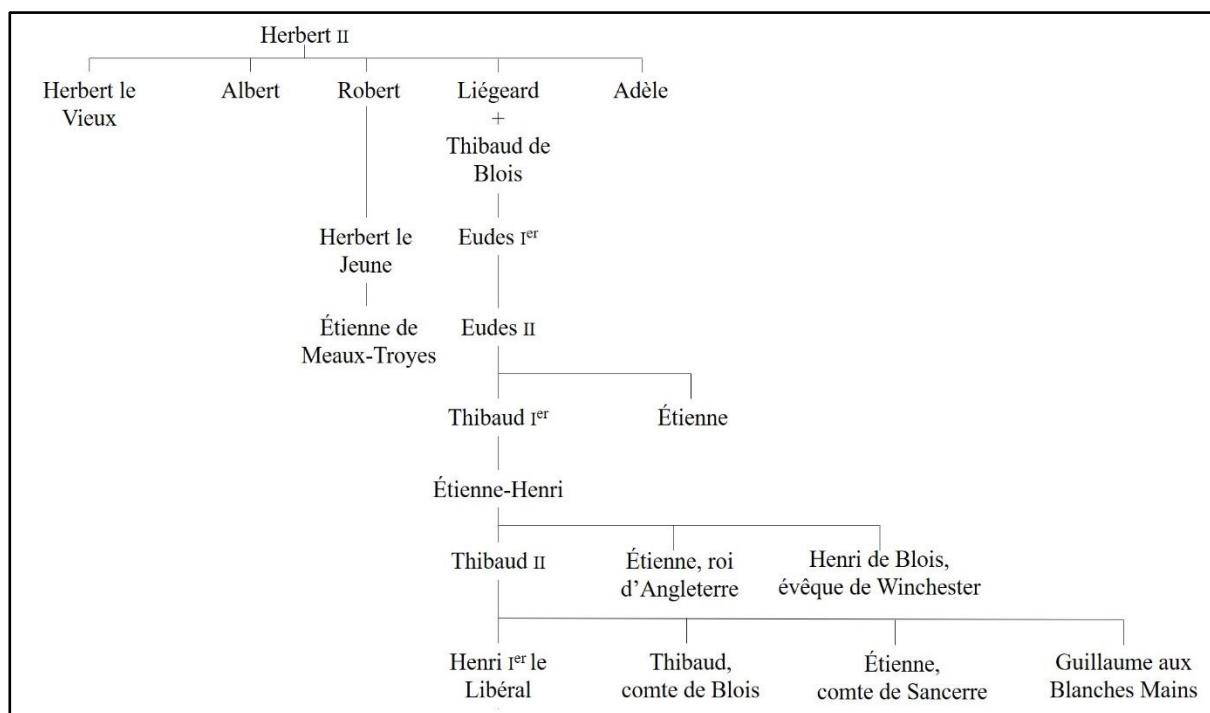 Herbert II
Herbert le
Vieux
Albert
Robert
Liégeard
+
Thibaud de
Blois
Adèle
Herbert le
Jeune
Eudes Ier
Étienne de
Meaux-Troyes
Eudes II
Thibaud Ier
Étienne
Étienne-Henri
Thibaud II
Étienne, roi
d’Angleterre
Henri de Blois,
évêque de Winchester
Henri Ier le
Libéral
Thibaud,
comte de Blois
Étienne,
comte de Sancerre
Guillaume aux
Blanches Mains